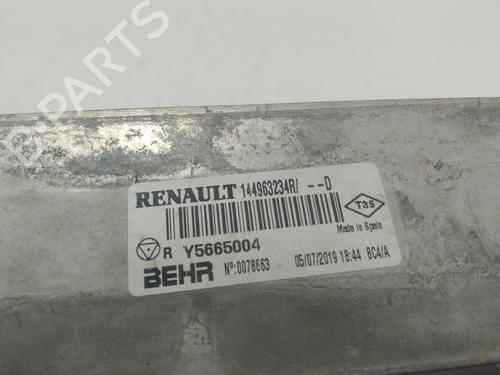 B-PARTS
RENAULT 144963234R/ --D
T35
Made in Spain
R Y5665004
BEHR Nº:0078663 05/07/2019 18:44 BC4/A